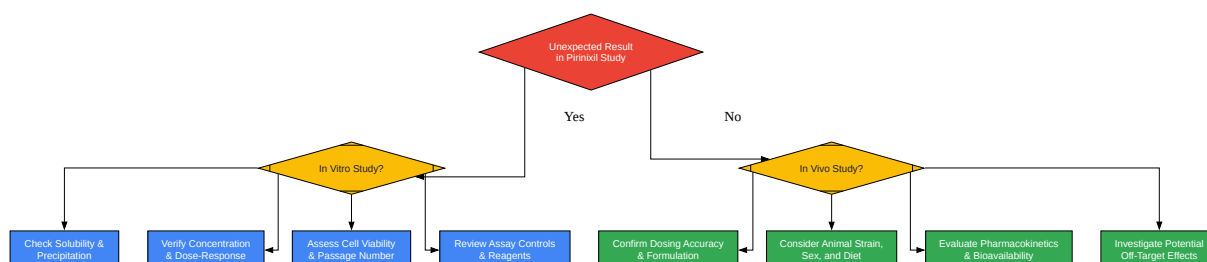 Unexpected Result
in Pirinixil Study
Yes
No
In Vitro Study?
In Vivo Study?
Check Solubility &
Precipitation
Verify Concentration
& Dose-Response
Assess Cell Viability
& Passage Number
Review Assay Controls
& Reagents
Confirm Dosing Accuracy
& Formulation
Consider Animal Strain,
Sex, and Diet
Evaluate Pharmacokinetics
& Bioavailability
Investigate Potential
Off-Target Effects